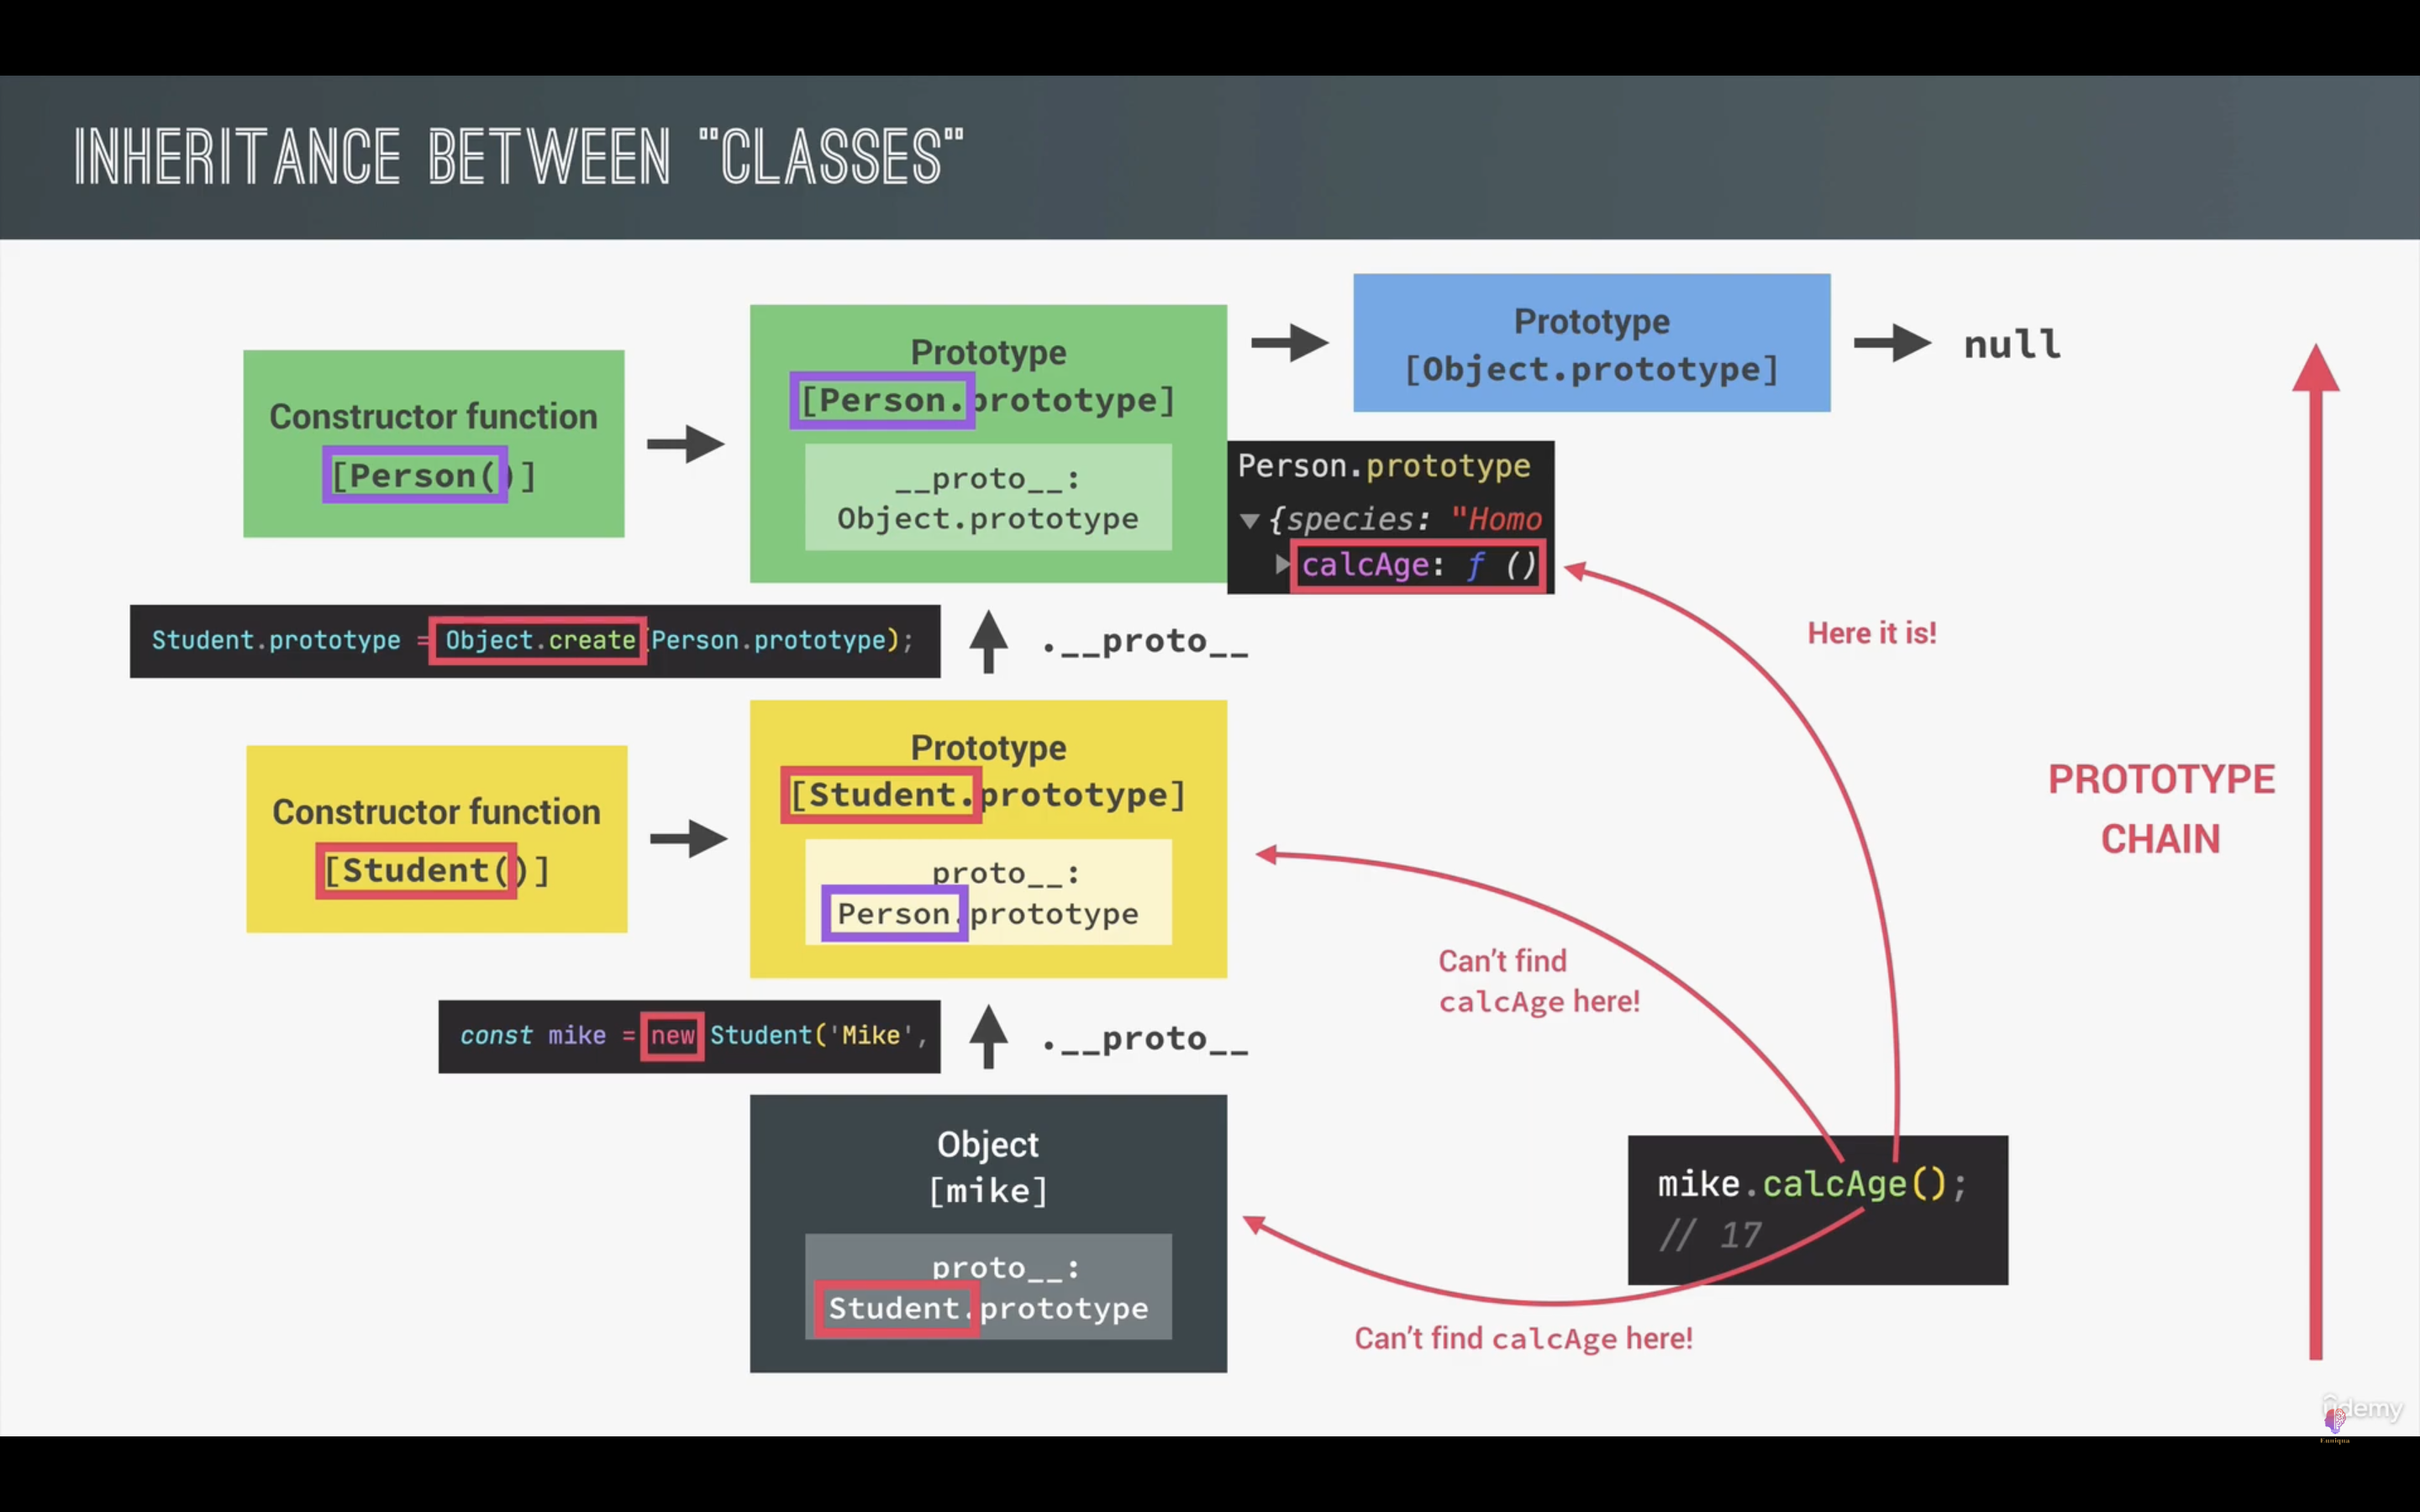 INHERITANCE BETWEEN "CLASSES"
Constructor function
[Person()]
Prototype
[Person.prototype]
__proto__:
Object.prototype
Prototype
[Object.prototype]
null
Person.prototype
{species: "Homo
calcAge: ƒ ()
Student.prototype = Object.create(Person.prototype);
.__proto__
Here it is!
Constructor function
[Student()]
Prototype
[Student.prototype]
proto__:
Person.prototype
PROTOTYPE
CHAIN
Can't find
calcAge here!
const mike = new Student('Mike',
.__proto__
Object
[mike]
proto__:
Student.prototype
mike.calcAge();
// 17
Can't find calcAge here!
ûdemy